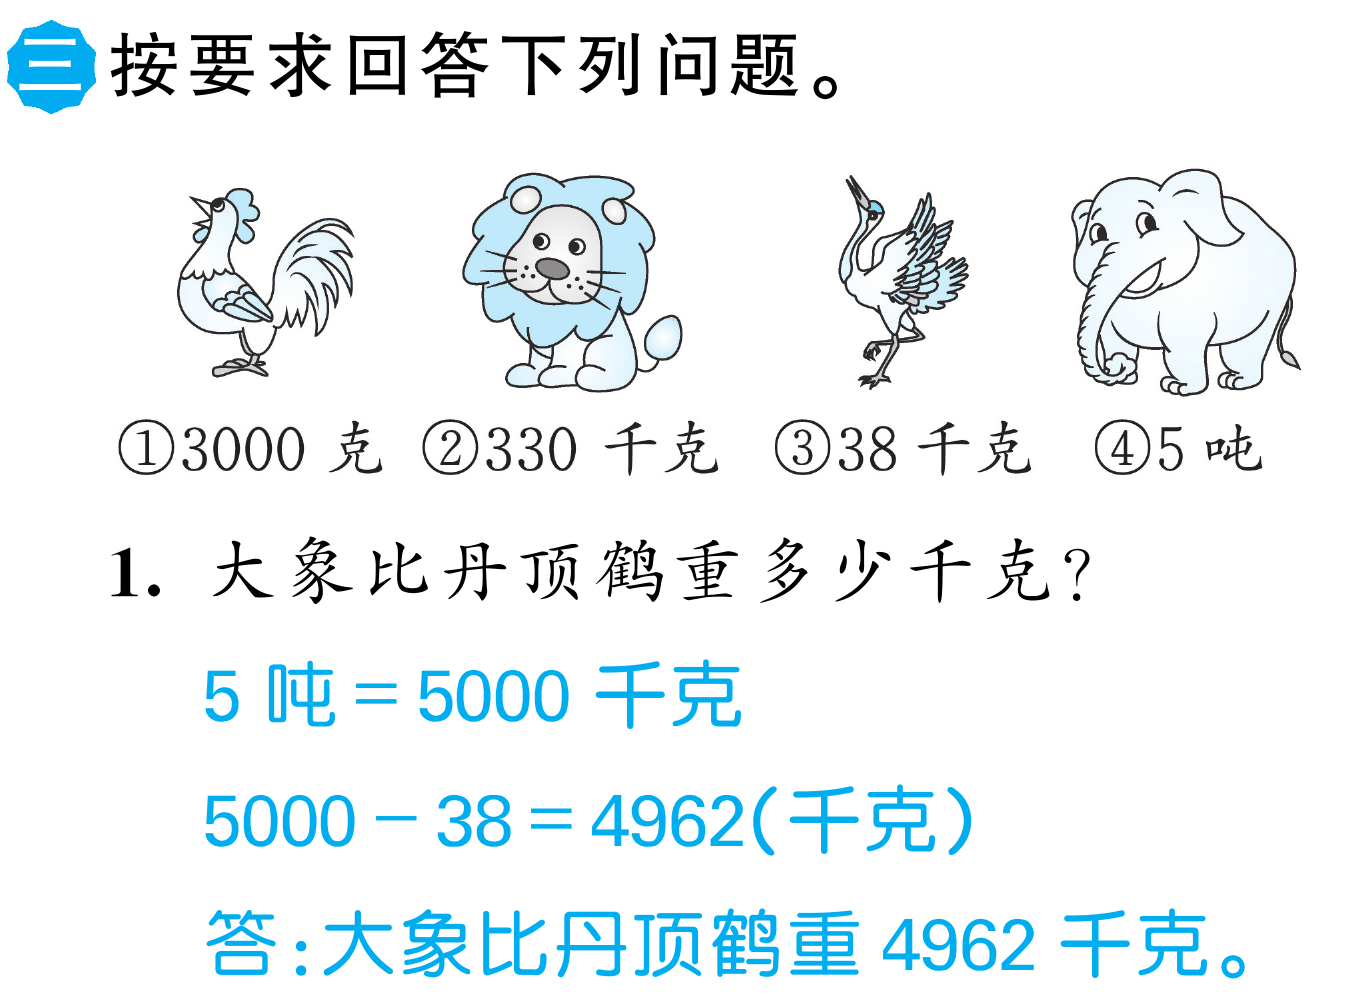 三 按要求回答下列问题。
①3000 克 ②330 千克 ③38 千克 ④5 吨
1. 大象比丹顶鹤重多少千克?
5 吨=5000 千克
5000-38=4962(千克)
答:大象比丹顶鹤重 4962 千克。